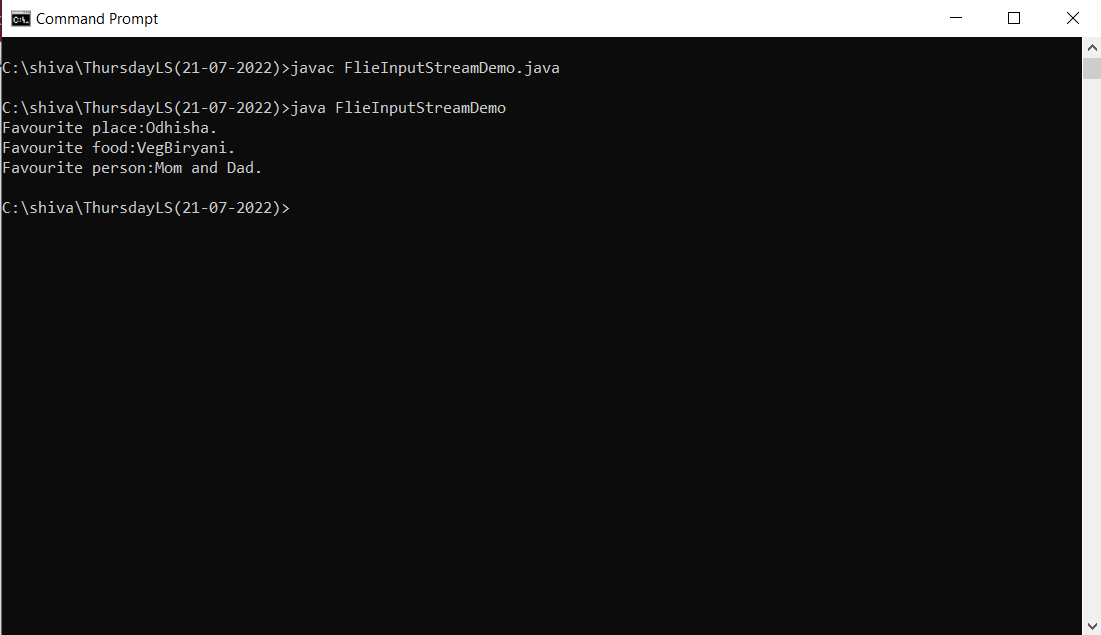 Command Prompt
C:\shiva\ThursdayLS(21-07-2022)>javac FlieInputStreamDemo.java
C:\shiva\ThursdayLS(21-07-2022)>java FlieInputStreamDemo
Favourite place:Odhisha.
Favourite food:VegBiryani.
Favourite person:Mom and Dad.
C:\shiva\ThursdayLS(21-07-2022)>